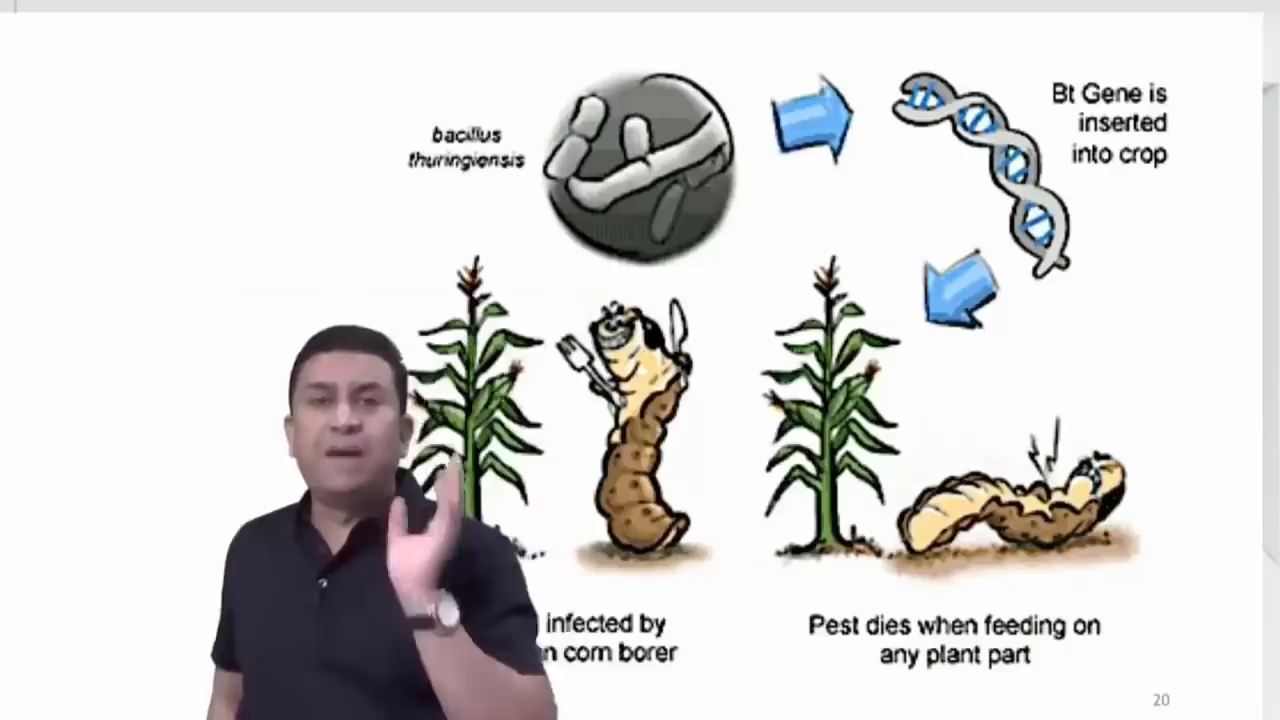 bacillus
thuringiensis
Bt Gene is
inserted
into crop
infected by
corn borer
Pest dies when feeding on
any plant part
20